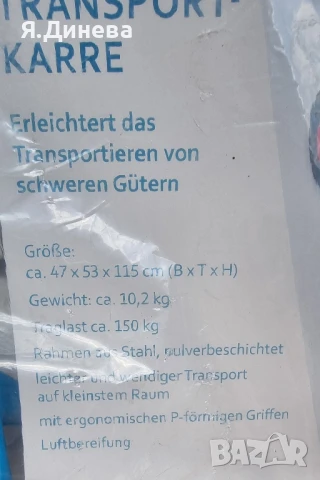 TRANSPORT-
Я.Динева
KARRE
Erleichtert das
Transportieren von
schweren Gütern
Größe:
ca. 47 x 53 x 115 cm (B x T x H)
Gewicht: ca. 10,2 kg
Traglast ca. 150 kg
Rahmen aus Stahl, pulverbeschichtet
leichter und wendiger Transport
auf kleinstem Raum
mit ergonomischen P-förmigen Griffen
Luftbereifung
BAZAR